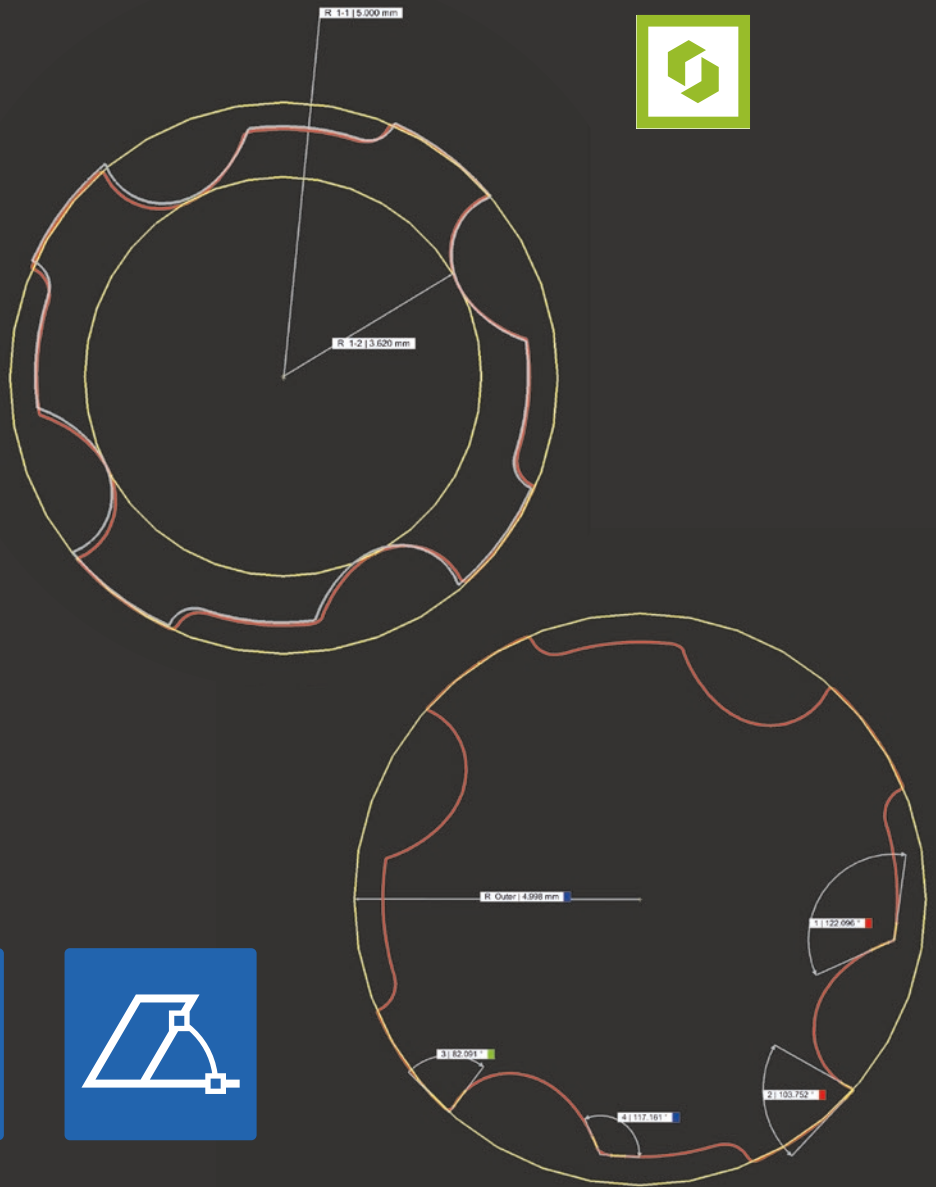 R 1-1 | 5.000 mm
R 1-2 | 3.620 mm
R Outer | 4.998 mm
1 | 122.096 °
3 | 82.091 °
2 | 103.752 °
4 | 117.161 °